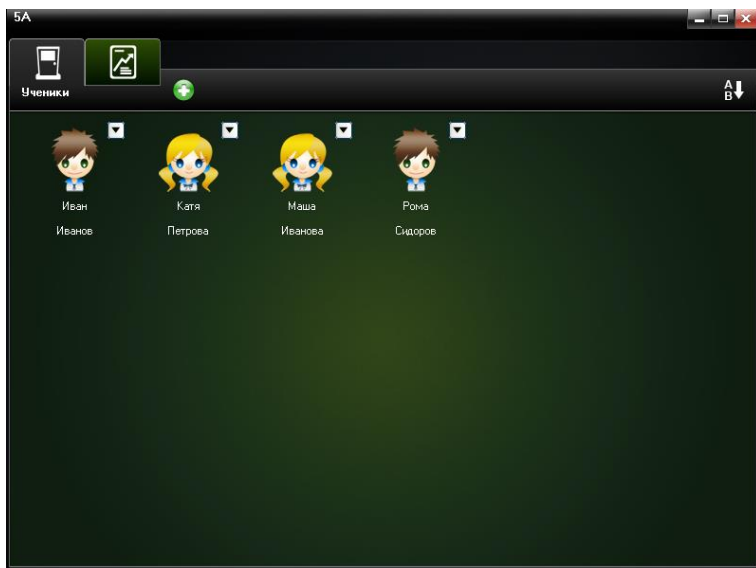 5A
Ученики
A
B
Иван
Катя
Маша
Рома
Иванов
Петрова
Иванова
Сидоров